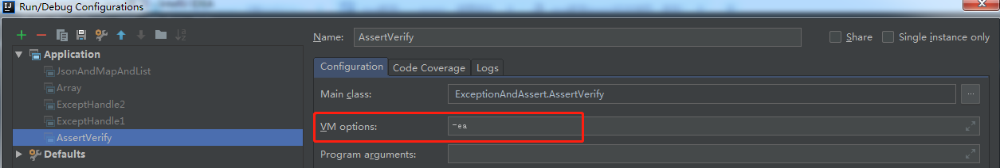 Run/Debug Configurations
Name: AssertVerify Share Single instance only
Application
JsonAndMapAndList
Array
ExceptHandle2
ExceptHandle1
AssertVerify
Defaults
Configuration Code Coverage Logs
Main class: ExceptionAndAssert.AssertVerify ...
VM options: -ea
Program arguments: